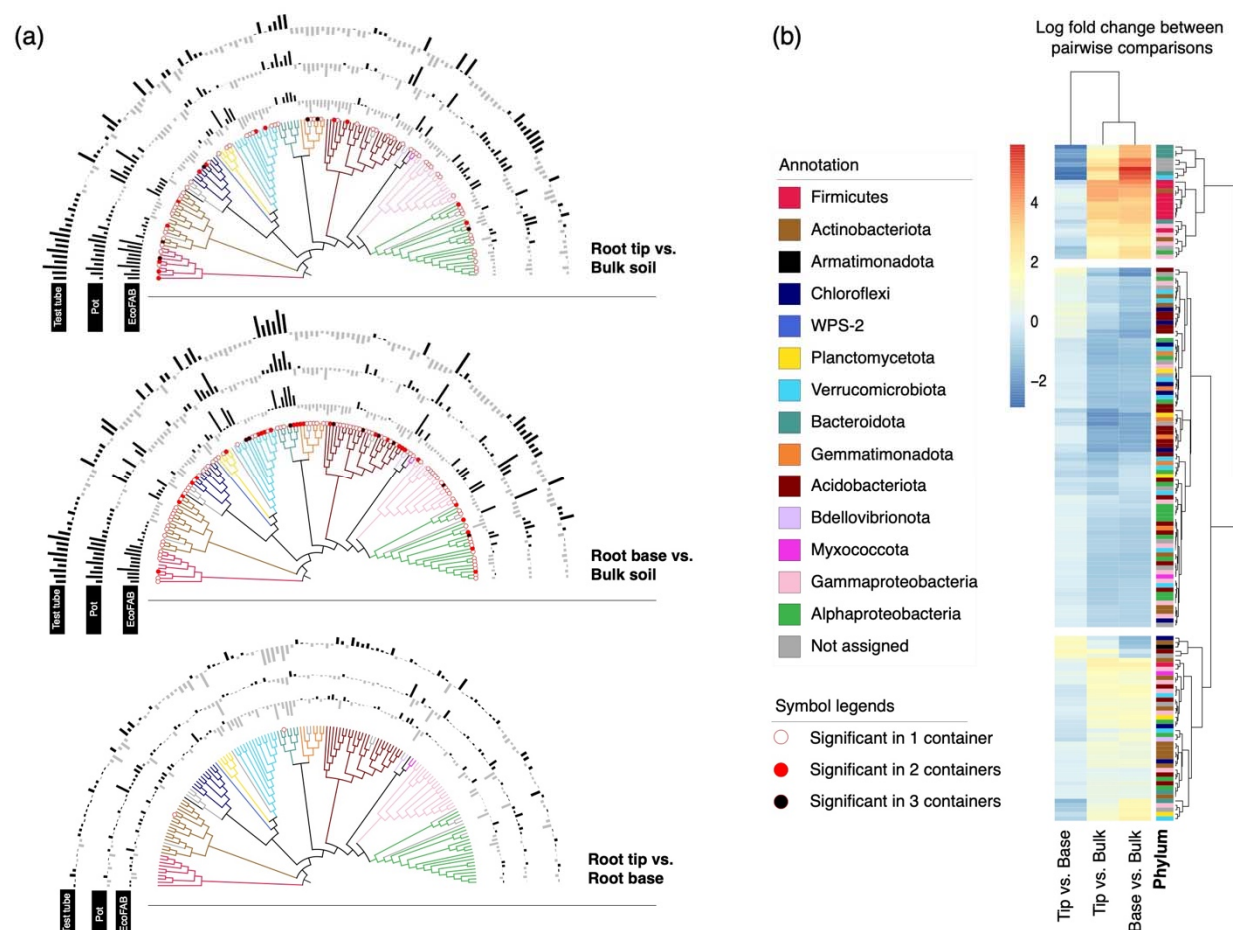 (a)
Test tube
Pot
EcoFAB
Root tip vs.
Bulk soil
Test tube
Pot
EcoFAB
Root base vs.
Bulk soil
Test tube
Pot
EcoFAB
Root tip vs.
Root base
(b)
Log fold change between
pairwise comparisons
Annotation
Firmicutes
Actinobacteriota
Armatimonadota
Chloroflexi
WPS-2
Planctomycetota
Verrucomicrobiota
Bacteroidota
Gemmatimonadota
Acidobacteriota
Bdellovibrionota
Myxococcota
Gammaproteobacteria
Alphaproteobacteria
Not assigned
Symbol legends
Significant in 1 container
Significant in 2 containers
Significant in 3 containers
4
2
0
−2
Tip vs. Base
Tip vs. Bulk
Base vs. Bulk
Phylum